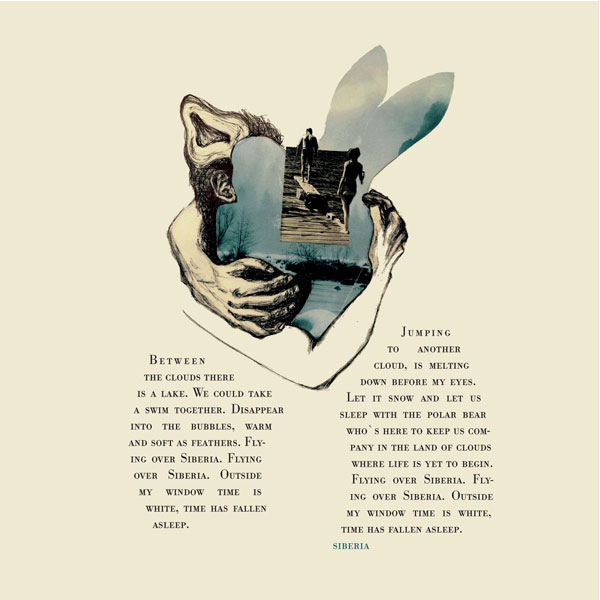 Between
the clouds there
is a lake. We could take
a swim together. Disappear
into the bubbles, warm
and soft as feathers. Fly-
ing over Siberia. Flying
over Siberia. Outside
my window time is
white, time has fallen
asleep.
Jumping
to another
cloud, is melting
down before my eyes.
Let it snow and let us
sleep with the polar bear
who`s here to keep us com-
pany in the land of clouds
where life is yet to begin.
Flying over Siberia. Fly-
ing over Siberia. Outside
my window time is white,
time has fallen asleep.
SIBERIA